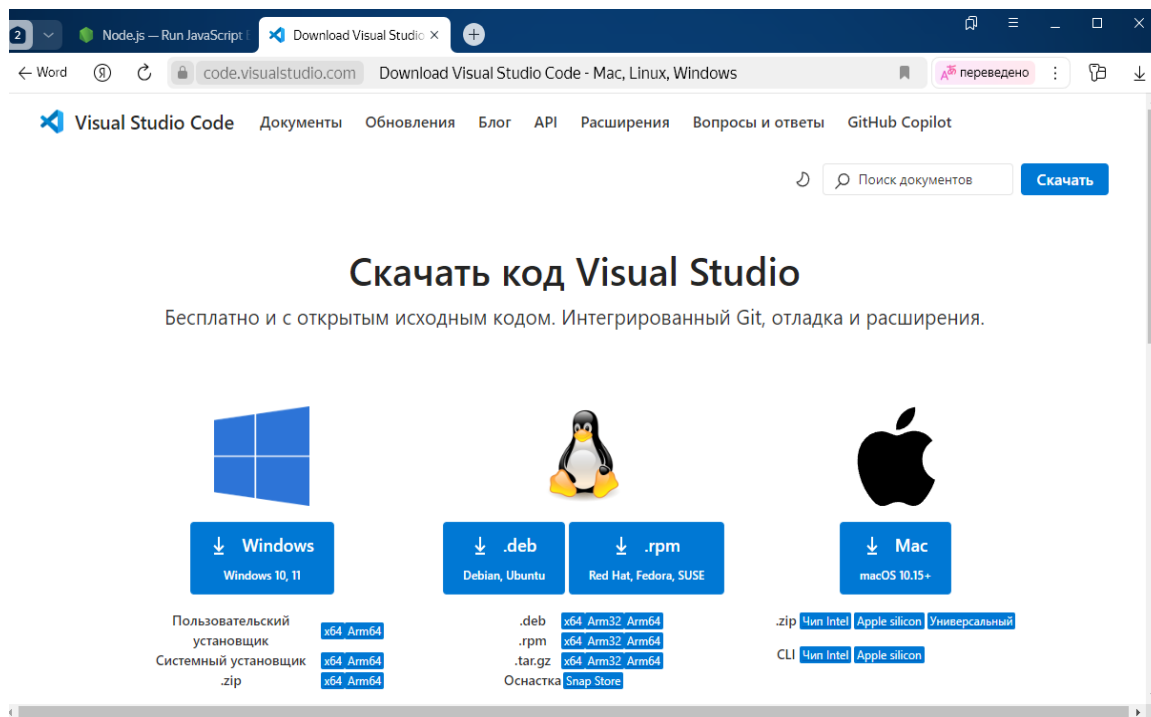 2 Node.js — Run JavaScript E Download Visual Studio
Word code.visualstudio.com Download Visual Studio Code - Mac, Linux, Windows переведено
Visual Studio Code Документы Обновления Блог API Расширения Вопросы и ответы GitHub Copilot
Поиск документов Скачать
Скачать код Visual Studio
Бесплатно и с открытым исходным кодом. Интегрированный Git, отладка и расширения.
Windows
Windows 10, 11
.deb
Debian, Ubuntu
.rpm
Red Hat, Fedora, SUSE
Mac
macOS 10.15+
Пользовательский
установщик x64 Arm64
Системный установщик x64 Arm64
.zip x64 Arm64
.deb x64 Arm32 Arm64
.rpm x64 Arm32 Arm64
.tar.gz x64 Arm32 Arm64
Оснастка Snap Store
.zip Чип Intel Apple silicon Универсальный
CLI Чип Intel Apple silicon